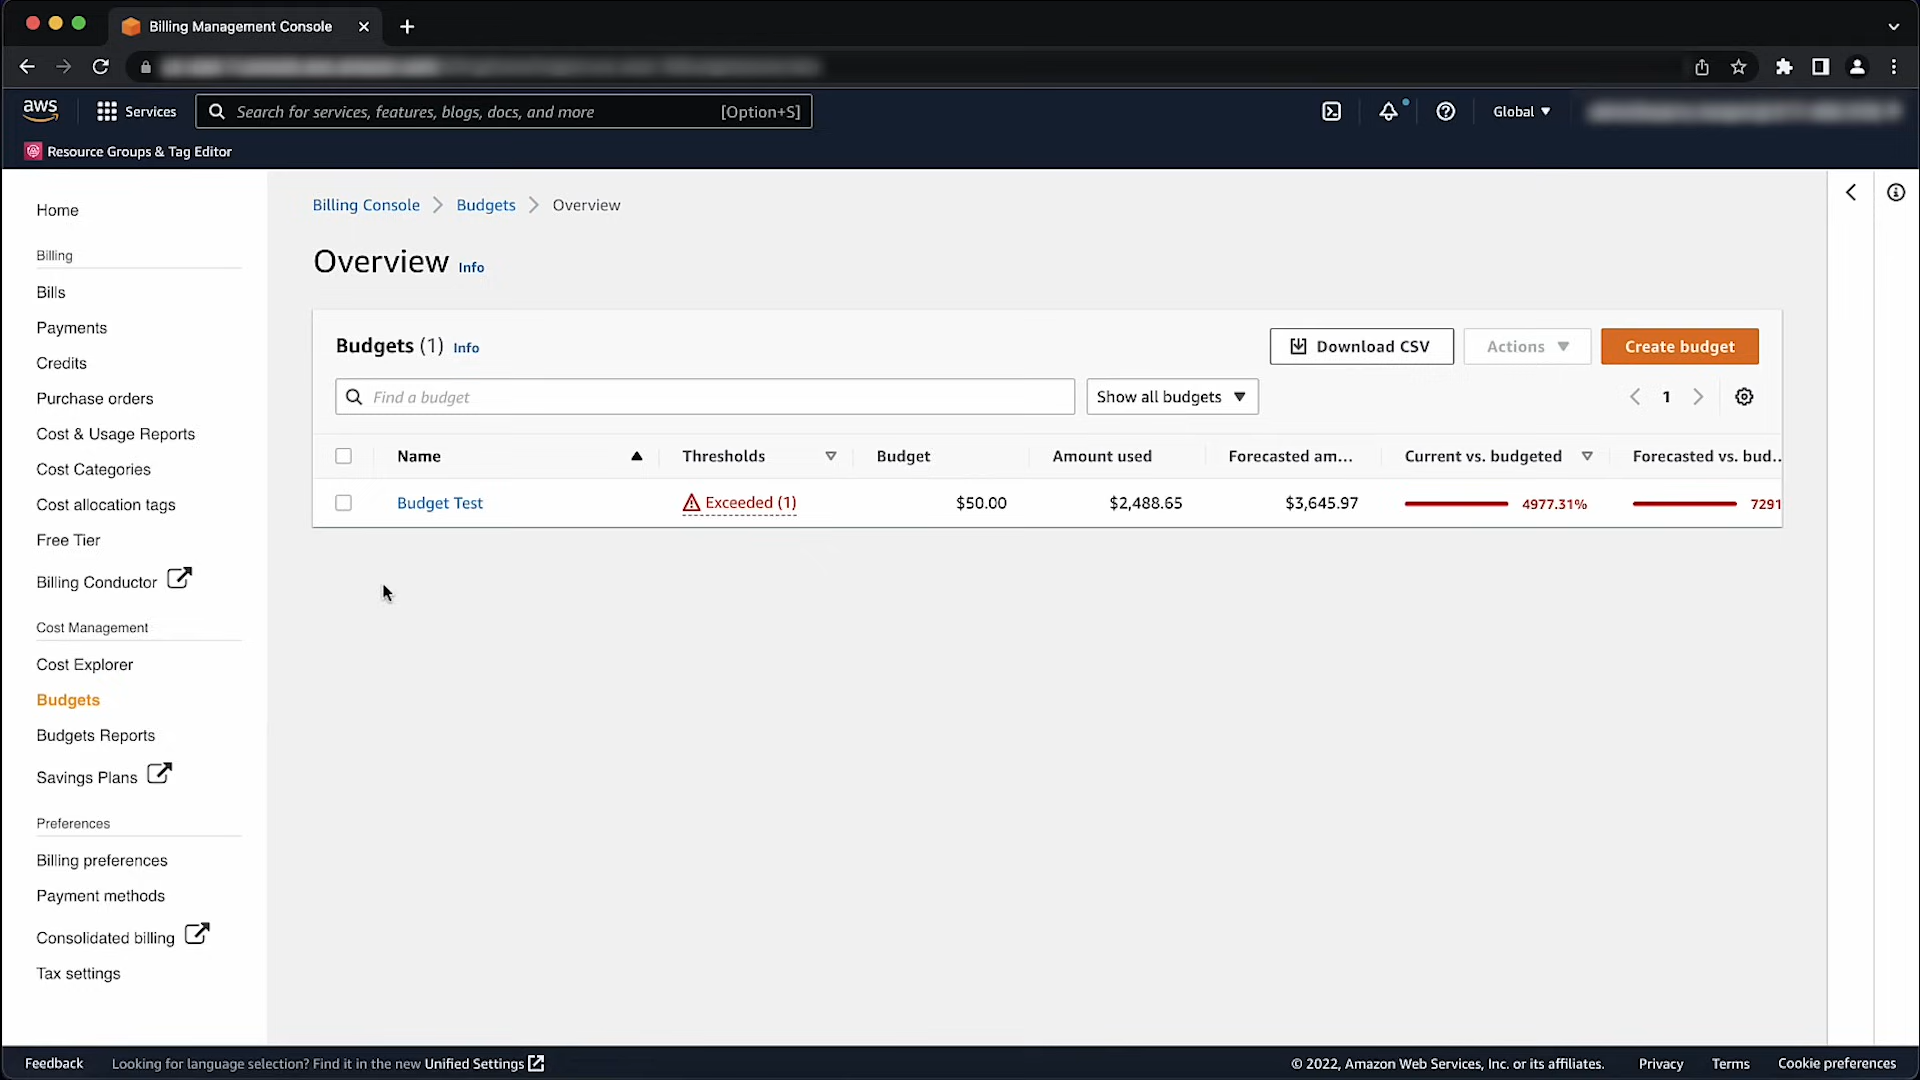 Billing Management Console
aws
Services
Search for services, features, blogs, docs, and more
[Option+S]
Global
Resource Groups & Tag Editor
Home
Billing
Bills
Payments
Credits
Purchase orders
Cost & Usage Reports
Cost Categories
Cost allocation tags
Free Tier
Billing Conductor
Cost Management
Cost Explorer
Budgets
Budgets Reports
Savings Plans
Preferences
Billing preferences
Payment methods
Consolidated billing
Tax settings
Billing Console Budgets Overview
Overview Info
Budgets (1) Info
Download CSV
Actions
Create budget
Find a budget
Show all budgets
1
Name Thresholds Budget Amount used Forecasted am... Current vs. budgeted Forecasted vs. bud..
Budget Test Exceeded (1) $50.00 $2,488.65 $3,645.97 4977.31% 7291
Feedback
Looking for language selection? Find it in the new Unified Settings
© 2022, Amazon Web Services, Inc. or its affiliates.
Privacy
Terms
Cookie preferences